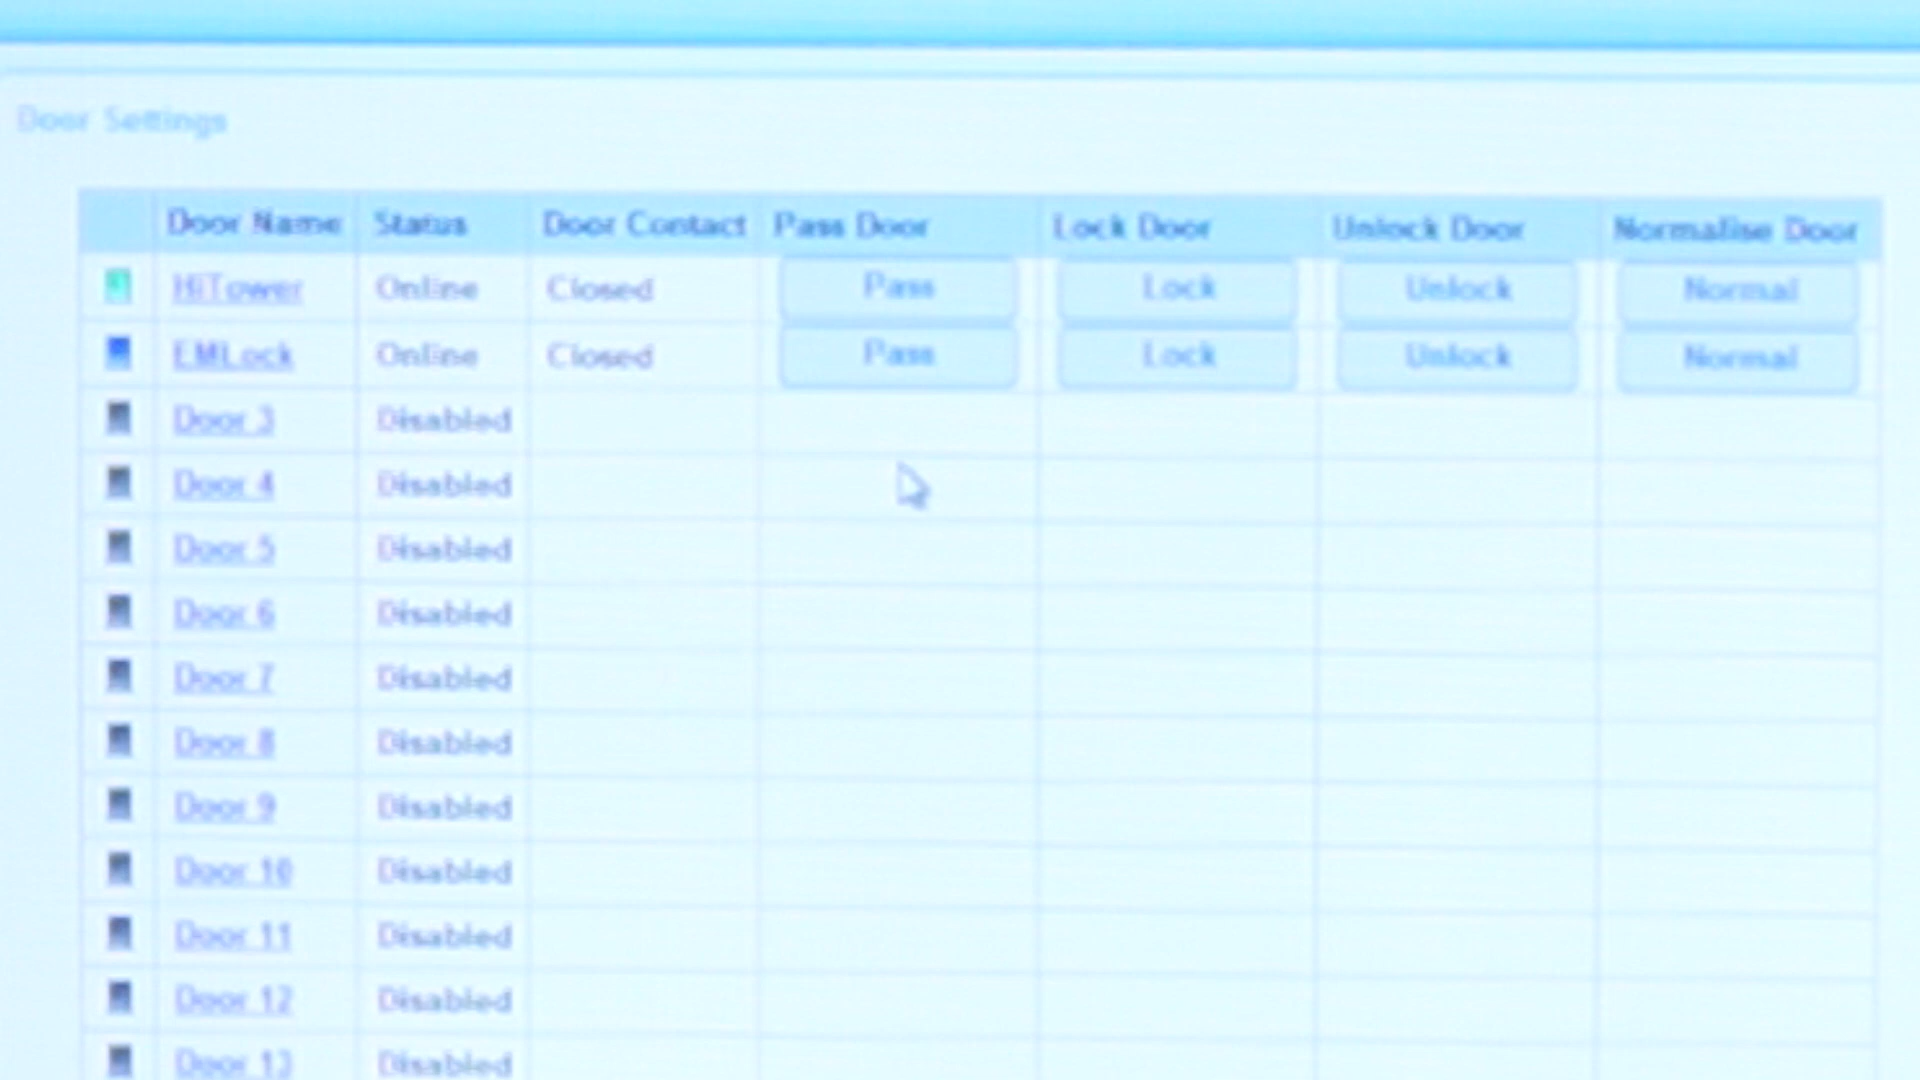 Door Settings
Door Name Status Door Contact Pass Door Lock Door Unlock Door Normalise Door
HiTower Online Closed Pass Lock Unlock Normal
EMLock Online Closed Pass Lock Unlock Normal
Door 3 Disabled
Door 4 Disabled
Door 5 Disabled
Door 6 Disabled
Door 7 Disabled
Door 8 Disabled
Door 9 Disabled
Door 10 Disabled
Door 11 Disabled
Door 12 Disabled
Door 13 Disabled